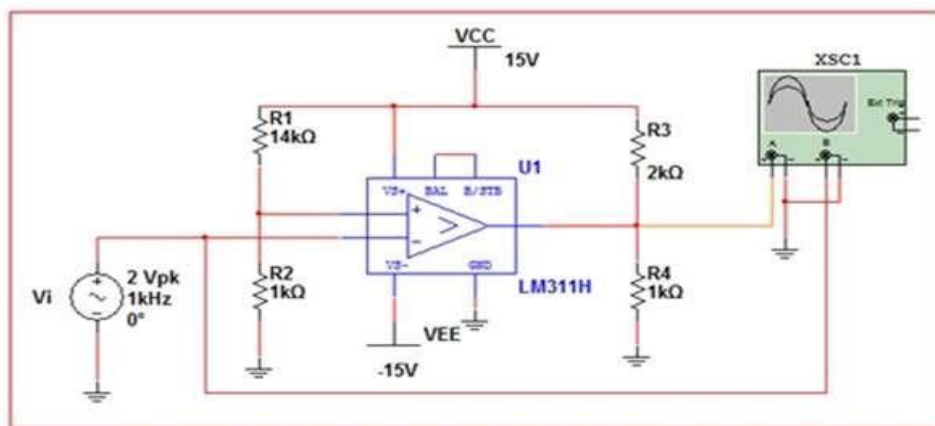 VCC
15V
XSC1
Ext Trig
A
B
R1
14kΩ
R3
2kΩ
U1
VS+
BAL
B/STB
+
-
VS-
GND
LM311H
R2
1kΩ
R4
1kΩ
Vi
2 Vpk
1kHz
0°
VEE
-15V